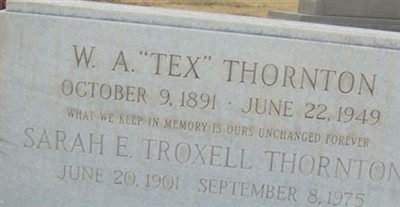 W. A. "TEX" THORNTON
OCTOBER 9, 1891 · JUNE 22, 1949
WHAT WE KEEP IN MEMORY IS OURS UNCHANGED FOREVER
SARAH E. TROXELL THORNTON
JUNE 20, 1901 SEPTEMBER 8, 1975